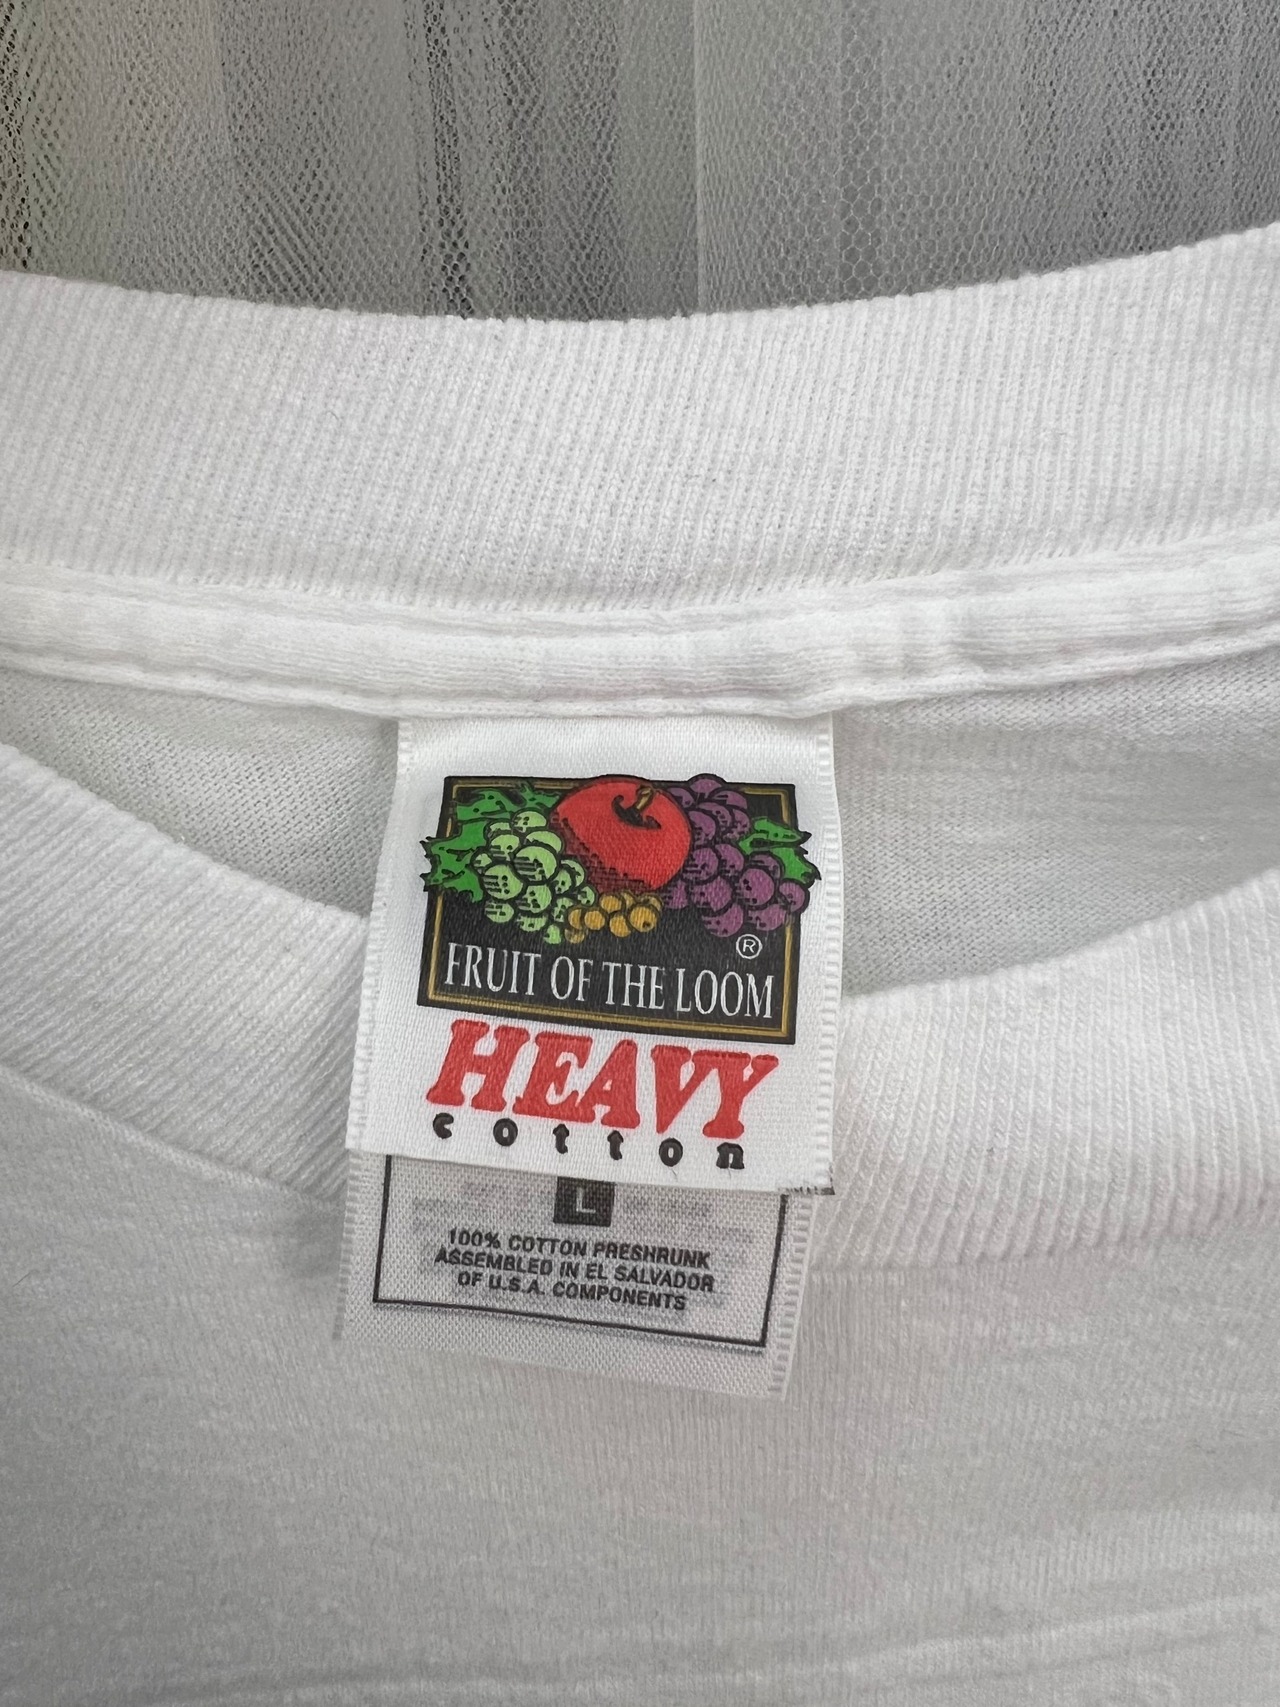 ®
FRUIT OF THE LOOM
HEAVY
cotton
L
100% COTTON PRESHRUNK
ASSEMBLED IN EL SALVADOR
OF U.S.A. COMPONENTS